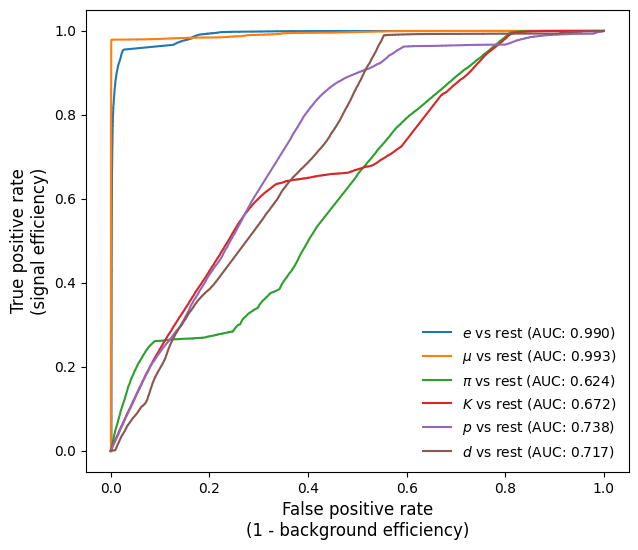 True positive rate
(signal efficiency)
1.0
0.8
0.6
0.4
0.2
0.0
e vs rest (AUC: 0.990)
μ vs rest (AUC: 0.993)
π vs rest (AUC: 0.624)
K vs rest (AUC: 0.672)
p vs rest (AUC: 0.738)
d vs rest (AUC: 0.717)
0.0 0.2 0.4 0.6 0.8 1.0
False positive rate
(1 - background efficiency)